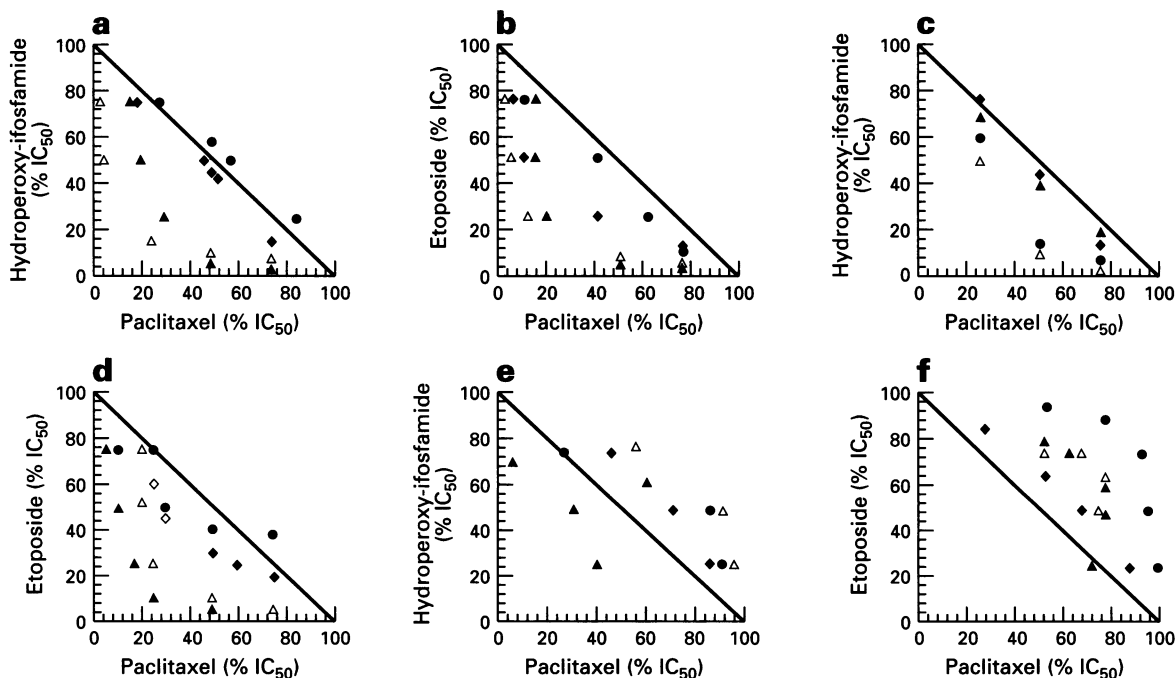 a
Hydroperoxy-ifosfamide
(% IC50)
100
80
60
40
20
0
0 20 40 60 80 100
Paclitaxel (% IC50)
b
Etoposide (% IC50)
100
80
60
40
20
0
0 20 40 60 80 100
Paclitaxel (% IC50)
c
Hydroperoxy-ifosfamide
(% IC50)
100
80
60
40
20
0
0 20 40 60 80 100
Paclitaxel (% IC50)
d
Etoposide (% IC50)
100
80
60
40
20
0
0 20 40 60 80 100
Paclitaxel (% IC50)
e
Hydroperoxy-ifosfamide
(% IC50)
100
80
60
40
20
0
0 20 40 60 80 100
Paclitaxel (% IC50)
f
Etoposide (% IC50)
100
80
60
40
20
0
0 20 40 60 80 100
Paclitaxel (% IC50)